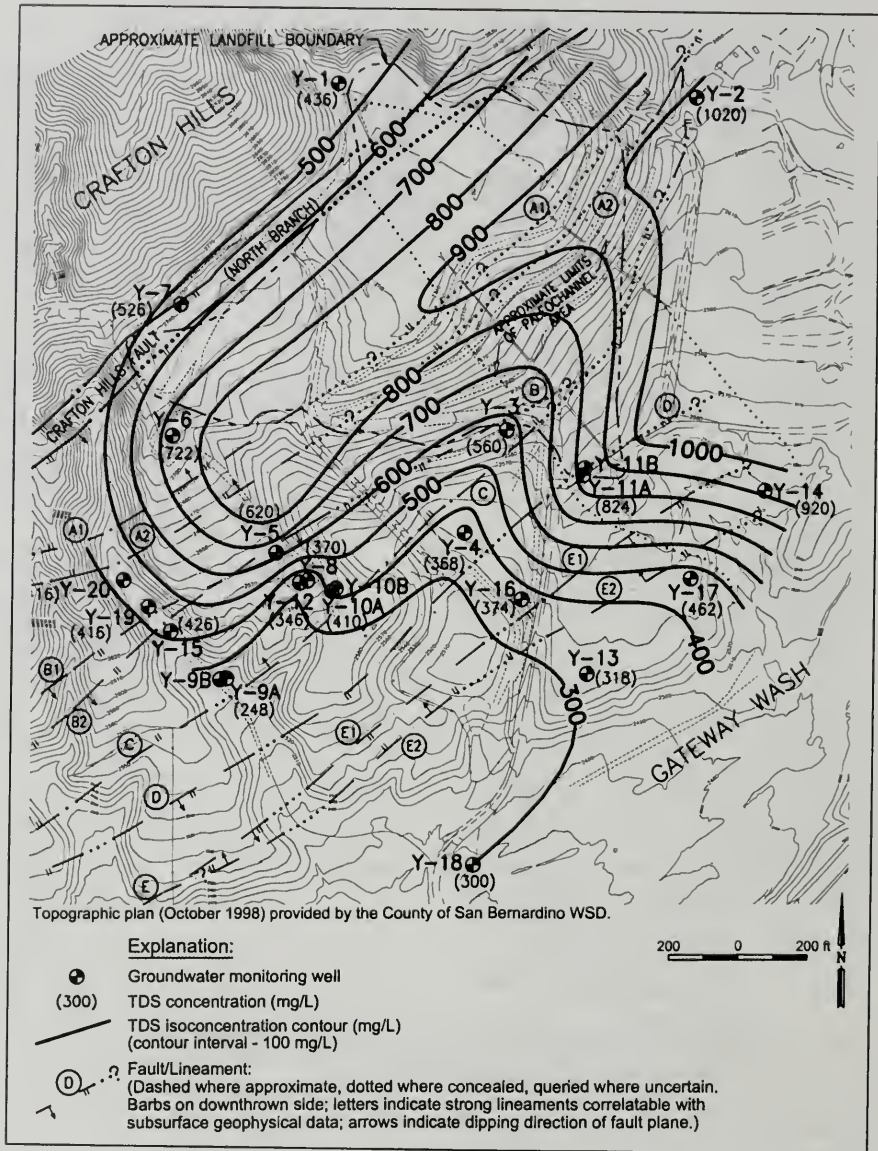 APPROXIMATE LANDFILL BOUNDARY
Y-1
(436)
Y-2
(1020)
CRAFTON HILLS
500
600
700
800
900
(NORTH BRANCH)
A1
A2
APPROXIMATE LIMITS
OF PALEOCHANNEL
AREA
Y-7
(526)
CRAFTON HILLS FAULT
800
700
600
500
B
D
Y-3
(560)
(722)
1000
Y-11B
Y-11A
(824)
Y-14
(920)
C
(620)
Y-5
(370)
Y-8
A1
A2
Y-4
(368)
E1
E2
Y-20
16)
Y-19
(416)
(426)
Y-15
Y-12
(346)
Y-10B
Y-10A
(410)
Y-16
(374)
Y-17
(462)
400
B1
B2
Y-9B
Y-9A
(248)
Y-13
(318)
300
C
E1
E2
D
E
GATEWAY WASH
Y-18
(300)
Topographic plan (October 1998) provided by the County of San Bernardino WSD.
Explanation:
200 0 200 ft
N
Groundwater monitoring well
(300) TDS concentration (mg/L)
TDS isoconcentration contour (mg/L)
(contour interval - 100 mg/L)
D ? Fault/Lineament:
(Dashed where approximate, dotted where concealed, queried where uncertain.
Barbs on downthrown side; letters indicate strong lineaments correlatable with
subsurface geophysical data; arrows indicate dipping direction of fault plane.)